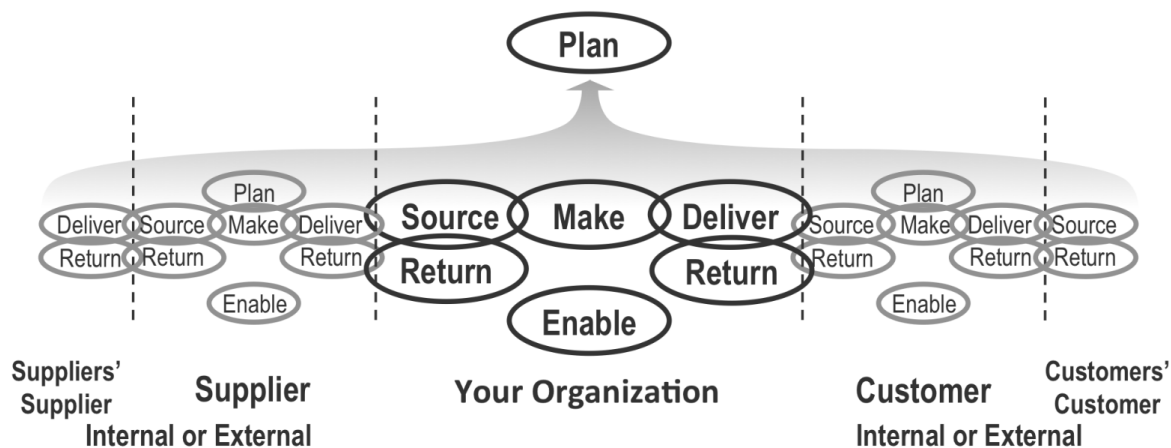 Plan
Plan
Plan
Deliver
Source
Make
Deliver
Source
Make
Deliver
Source
Make
Deliver
Source
Return
Return
Return
Return
Return
Return
Return
Return
Enable
Enable
Enable
Suppliers’
Supplier
Supplier
Internal or External
Your Organization
Customer
Internal or External
Customers’
Customer